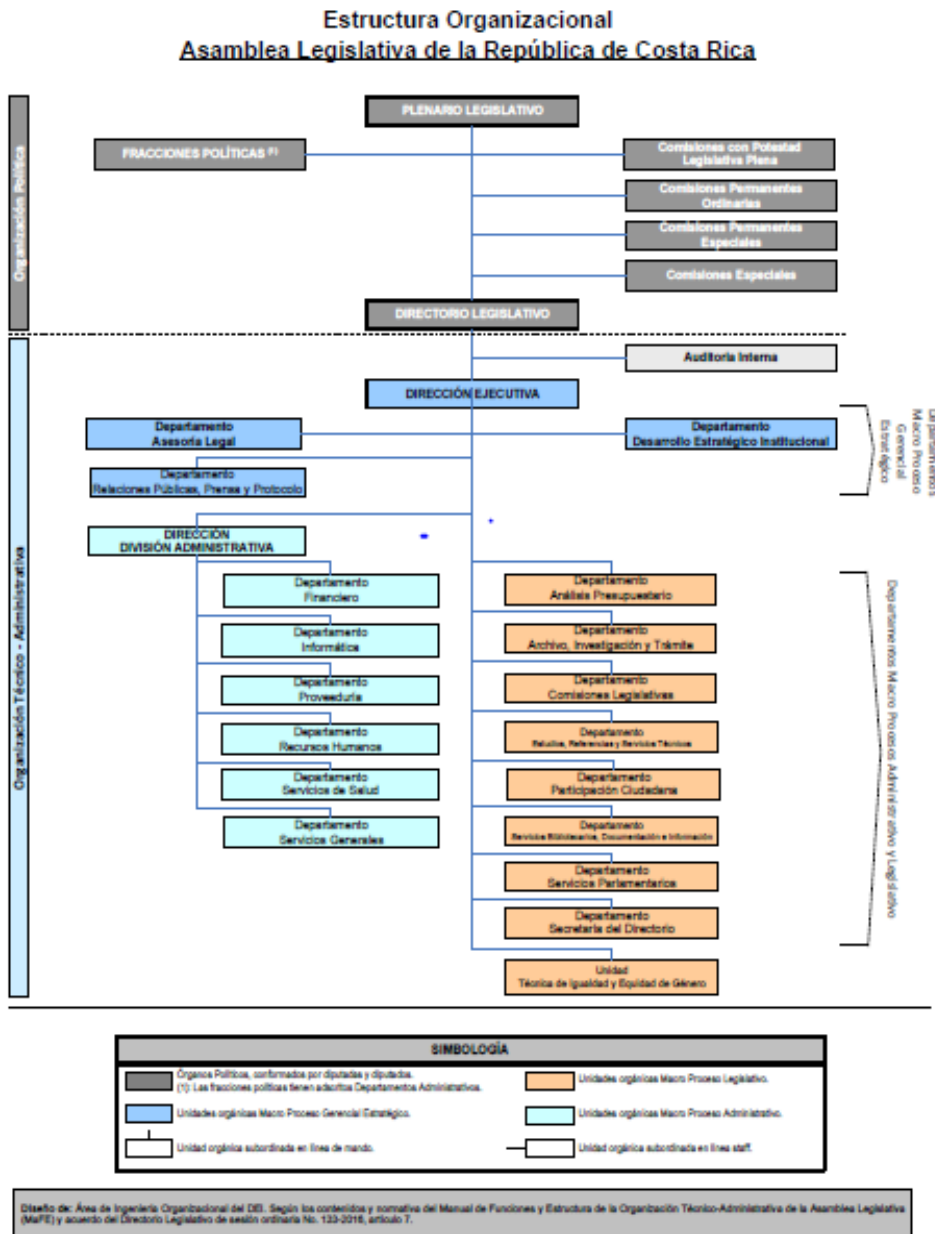 Estructura Organizacional
Asamblea Legislativa de la República de Costa Rica
Organización Política
PLENARIO LEGISLATIVO
FRACCIONES POLÍTICAS (1)
Comisiones con Potestad
Legislativa Plena
Comisiones Permanentes
Ordinarias
Comisiones Permanentes
Especiales
Comisiones Especiales
DIRECTORIO LEGISLATIVO
Organización Técnico - Administrativa
Auditoría Interna
DIRECCIÓN EJECUTIVA
Departamento
Asesoría Legal
Departamento
Desarrollo Estratégico Institucional
Departamento
Relaciones Públicas, Prensa y Protocolo
Departamentos
Macro Proceso
Gerencial
Estratégico
DIRECCIÓN
DIVISIÓN ADMINISTRATIVA
Departamento
Financiero
Departamento
Informática
Departamento
Proveeduría
Departamento
Recursos Humanos
Departamento
Servicios de Salud
Departamento
Servicios Generales
Departamento
Análisis Presupuestario
Departamento
Archivo, Investigación y Trámite
Departamento
Comisiones Legislativas
Departamento
Estudios, Referencias y Servicios Técnicos
Departamento
Participación Ciudadana
Departamento
Servicios Bibliotecarios, Documentación e Información
Departamento
Servicios Parlamentarios
Departamento
Secretaría del Directorio
Unidad
Técnica de Igualdad y Equidad de Género
Departamentos Macro Procesos Administrativo y Legislativo
SIMBOLOGÍA
Órganos Políticos, conformados por diputadas y diputados.
(1): Las fracciones políticas tienen adscritos Departamentos Administrativos.
Unidades orgánicas Macro Proceso Legislativo.
Unidades orgánicas Macro Proceso Gerencial Estratégico.
Unidades orgánicas Macro Proceso Administrativo.
Unidad orgánica subordinada en línea de mando.
Unidad orgánica subordinada en línea staff.
Diseño de: Área de Ingeniería Organizacional del DEI. Según los contenidos y normativa del Manual de Funciones y Estructura de la Organización Técnico-Administrativa de la Asamblea Legislativa
(MaFE) y acuerdo del Directorio Legislativo de sesión ordinaria No. 133-2016, artículo 7.